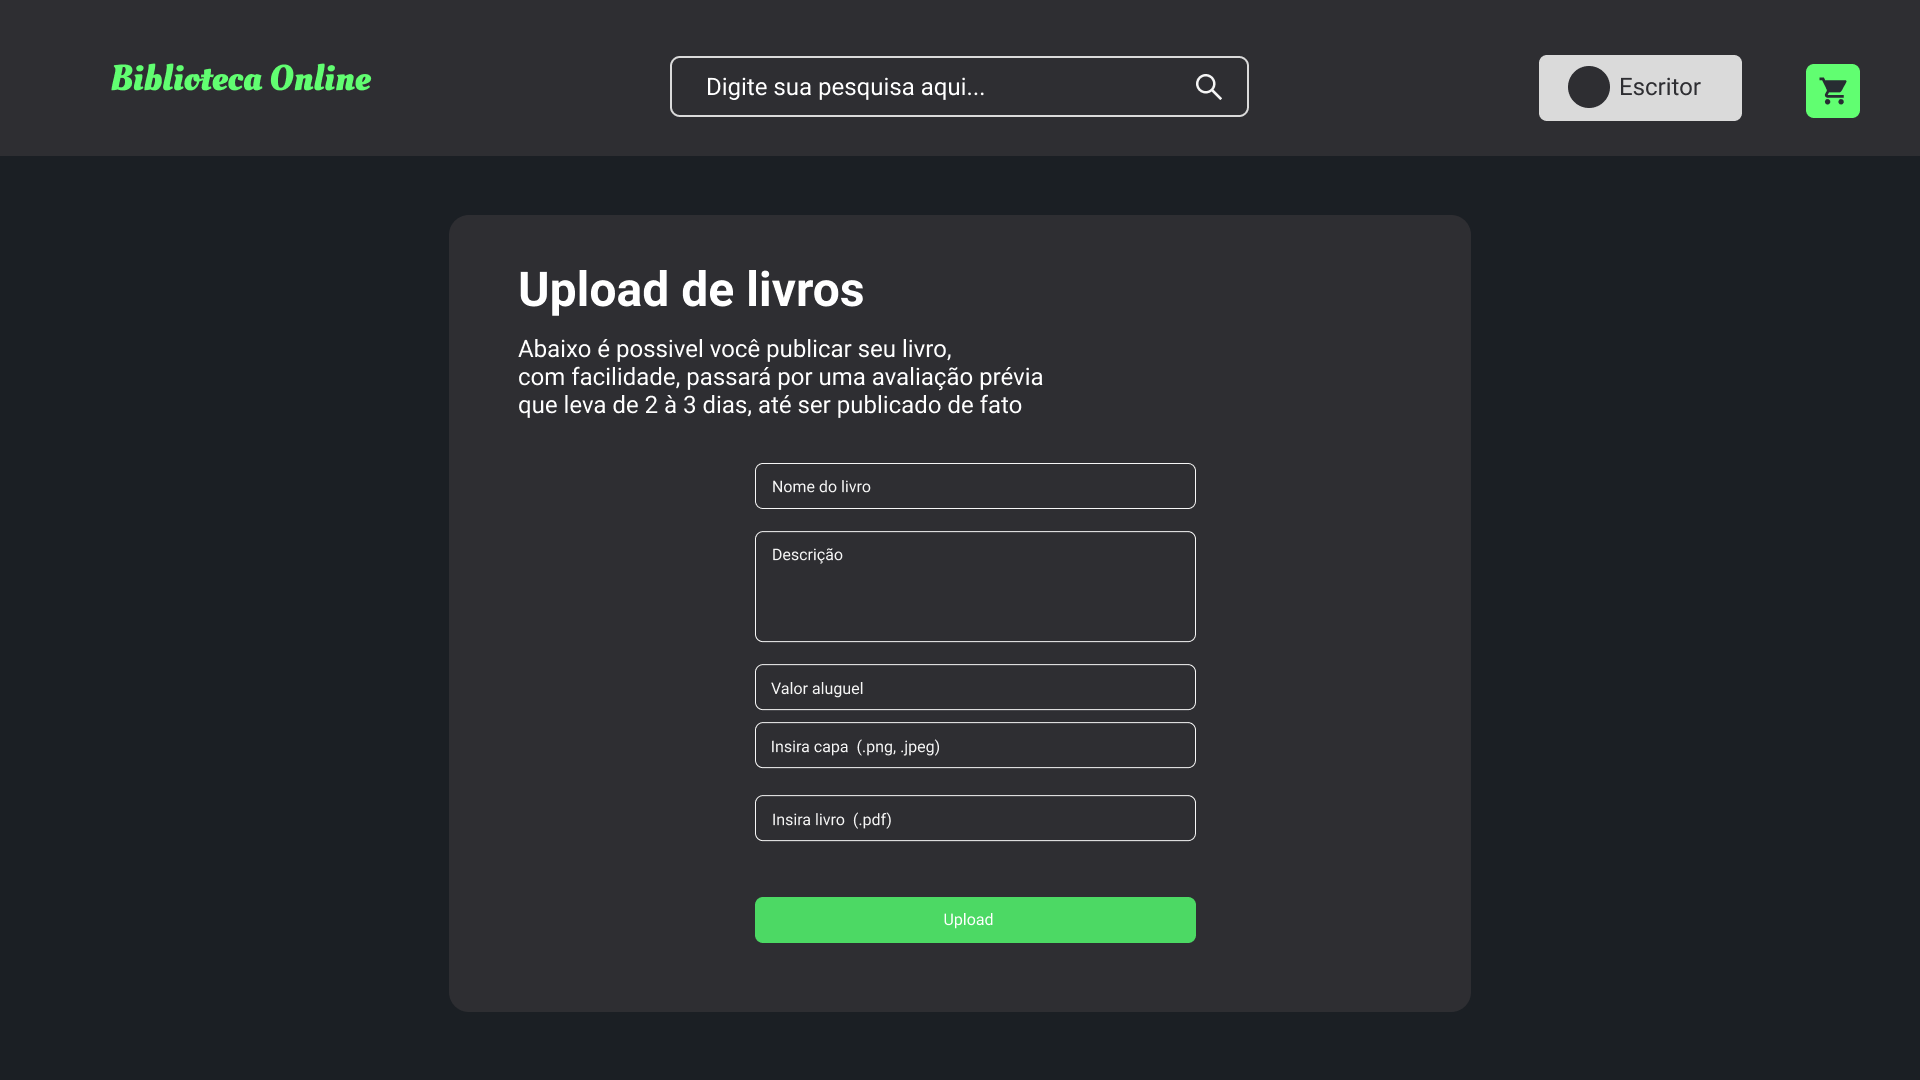 Biblioteca Online
Digite sua pesquisa aqui...
Escritor
Upload de livros
Abaixo é possivel você publicar seu livro,
com facilidade, passará por uma avaliação prévia
que leva de 2 à 3 dias, até ser publicado de fato
Nome do livro
Descrição
Valor aluguel
Insira capa  (.png, .jpeg)
Insira livro  (.pdf)
Upload